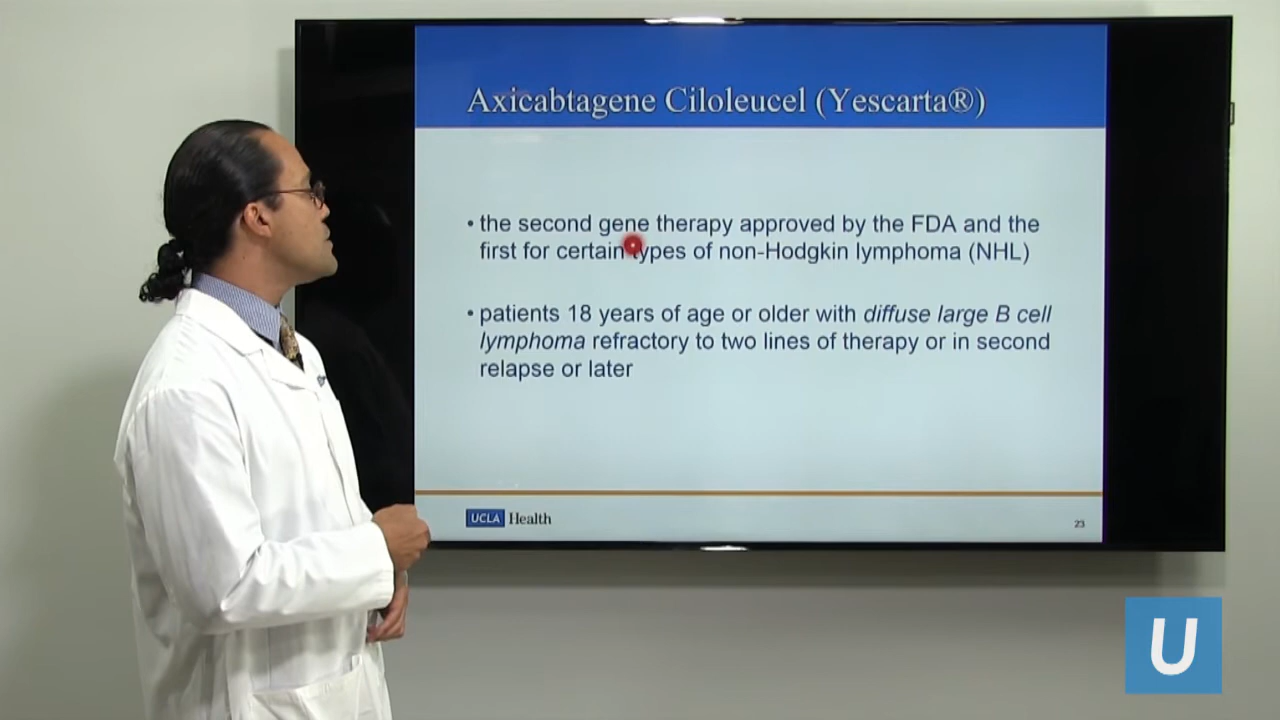 Axicabtagene Ciloleucel (Yescarta®)
• the second gene therapy approved by the FDA and the
first for certain types of non-Hodgkin lymphoma (NHL)
• patients 18 years of age or older with diffuse large B cell
lymphoma refractory to two lines of therapy or in second
relapse or later
UCLA Health
23
U